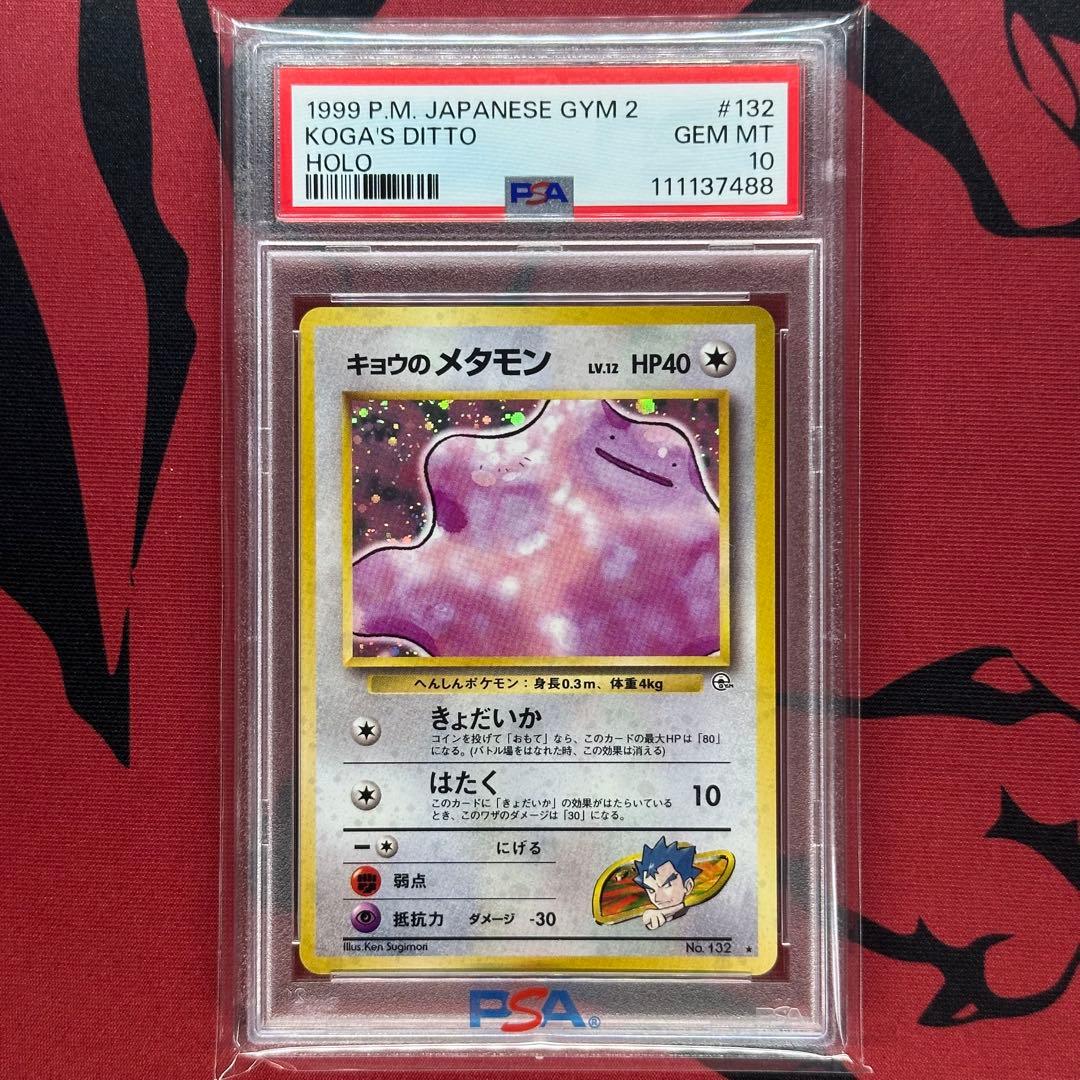 1999 P.M. JAPANESE GYM 2 #132
KOGA'S DITTO GEM MT
HOLO 10
PSA 111137488
キョウの メタモン LV.12 HP40
へんしんポケモン：身長0.3m、体重4kg
きょだいか
コインを投げて「おもて」なら、このカードの最大HPは「80」
になる。(バトル場をはなれた時、この効果は消える)
はたく 10
このカードに「きょだいか」の効果がはたらいている
とき、このワザのダメージは「30」になる。
にげる
弱点
抵抗力 ダメージ -30
Illus.Ken Sugimori No. 132 ★
PSA®